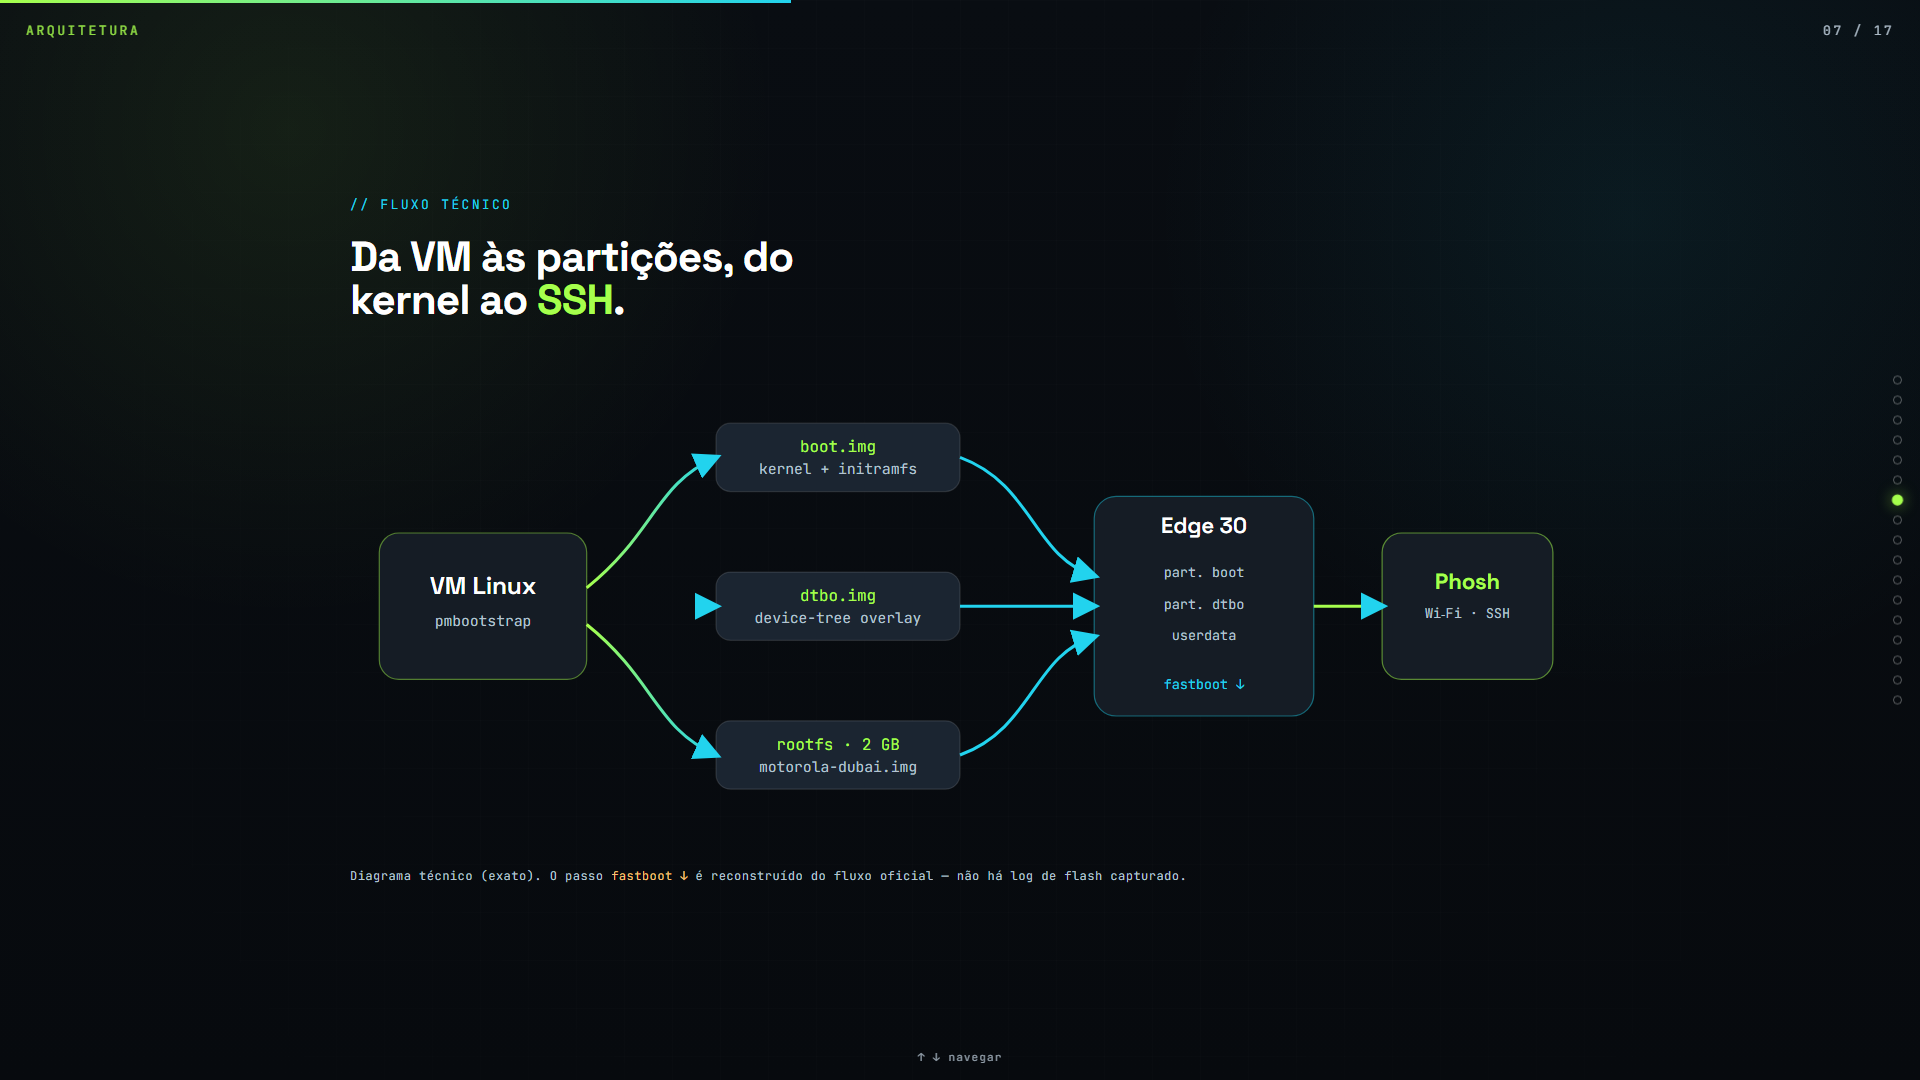 ARQUITETURA
07 / 17
// FLUXO TÉCNICO
Da VM às partições, do
kernel ao SSH.
boot.img
kernel + initramfs
VM Linux
pmbootstrap
dtbo.img
device-tree overlay
rootfs · 2 GB
motorola-dubai.img
Edge 30
part. boot
part. dtbo
userdata
fastboot ↓
Phosh
Wi-Fi · SSH
Diagrama técnico (exato). O passo fastboot ↓ é reconstruído do fluxo oficial — não há log de flash capturado.
↑ ↓ navegar